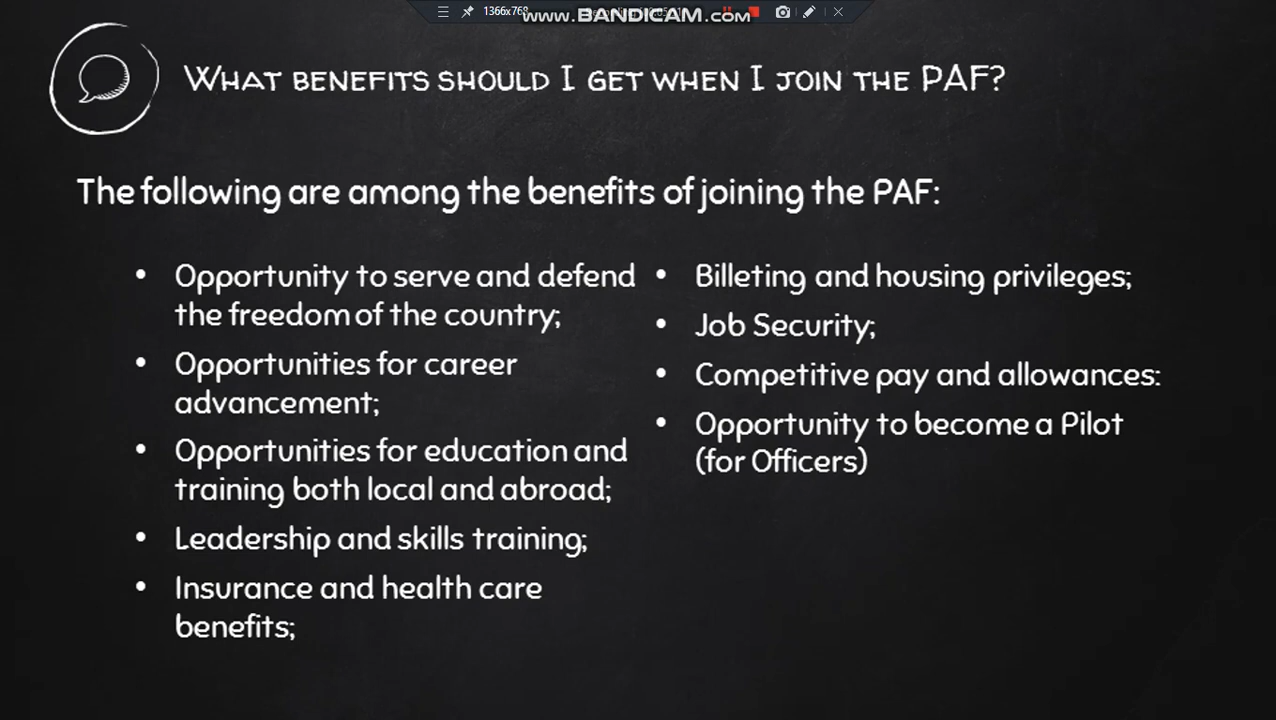 1366x768
www.BANDICAM.com
What benefits should I get when I join the PAF?
The following are among the benefits of joining the PAF:
• Opportunity to serve and defend
the freedom of the country;
• Opportunities for career
advancement;
• Opportunities for education and
training both local and abroad;
• Leadership and skills training;
• Insurance and health care
benefits;
• Billeting and housing privileges;
• Job Security;
• Competitive pay and allowances:
• Opportunity to become a Pilot
(for Officers)